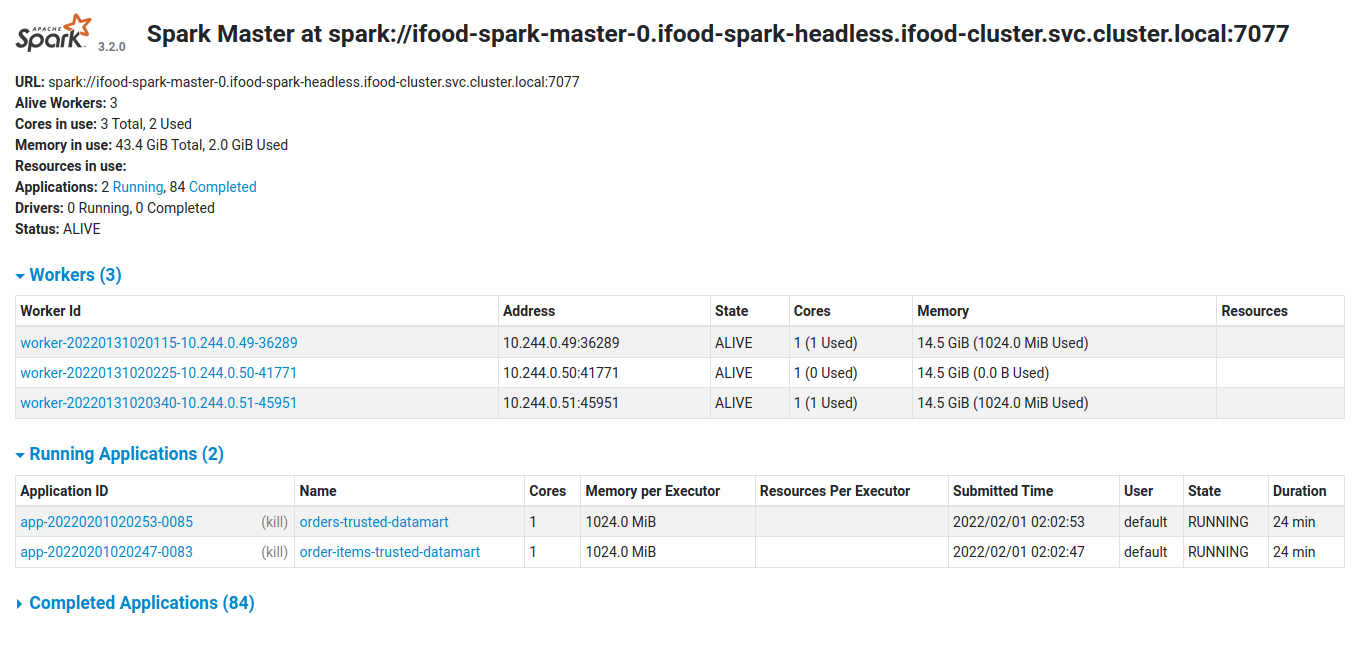 APACHE Spark 3.2.0 Spark Master at spark://ifood-spark-master-0.ifood-spark-headless.ifood-cluster.svc.cluster.local:7077
URL: spark://ifood-spark-master-0.ifood-spark-headless.ifood-cluster.svc.cluster.local:7077
Alive Workers: 3
Cores in use: 3 Total, 2 Used
Memory in use: 43.4 GiB Total, 2.0 GiB Used
Resources in use:
Applications: 2 Running, 84 Completed
Drivers: 0 Running, 0 Completed
Status: ALIVE
Workers (3)
Worker Id Address State Cores Memory Resources
worker-20220131020115-10.244.0.49-36289 10.244.0.49:36289 ALIVE 1 (1 Used) 14.5 GiB (1024.0 MiB Used)
worker-20220131020225-10.244.0.50-41771 10.244.0.50:41771 ALIVE 1 (0 Used) 14.5 GiB (0.0 B Used)
worker-20220131020340-10.244.0.51-45951 10.244.0.51:45951 ALIVE 1 (1 Used) 14.5 GiB (1024.0 MiB Used)
Running Applications (2)
Application ID Name Cores Memory per Executor Resources Per Executor Submitted Time User State Duration
app-20220201020253-0085 (kill) orders-trusted-datamart 1 1024.0 MiB 2022/02/01 02:02:53 default RUNNING 24 min
app-20220201020247-0083 (kill) order-items-trusted-datamart 1 1024.0 MiB 2022/02/01 02:02:47 default RUNNING 24 min
Completed Applications (84)